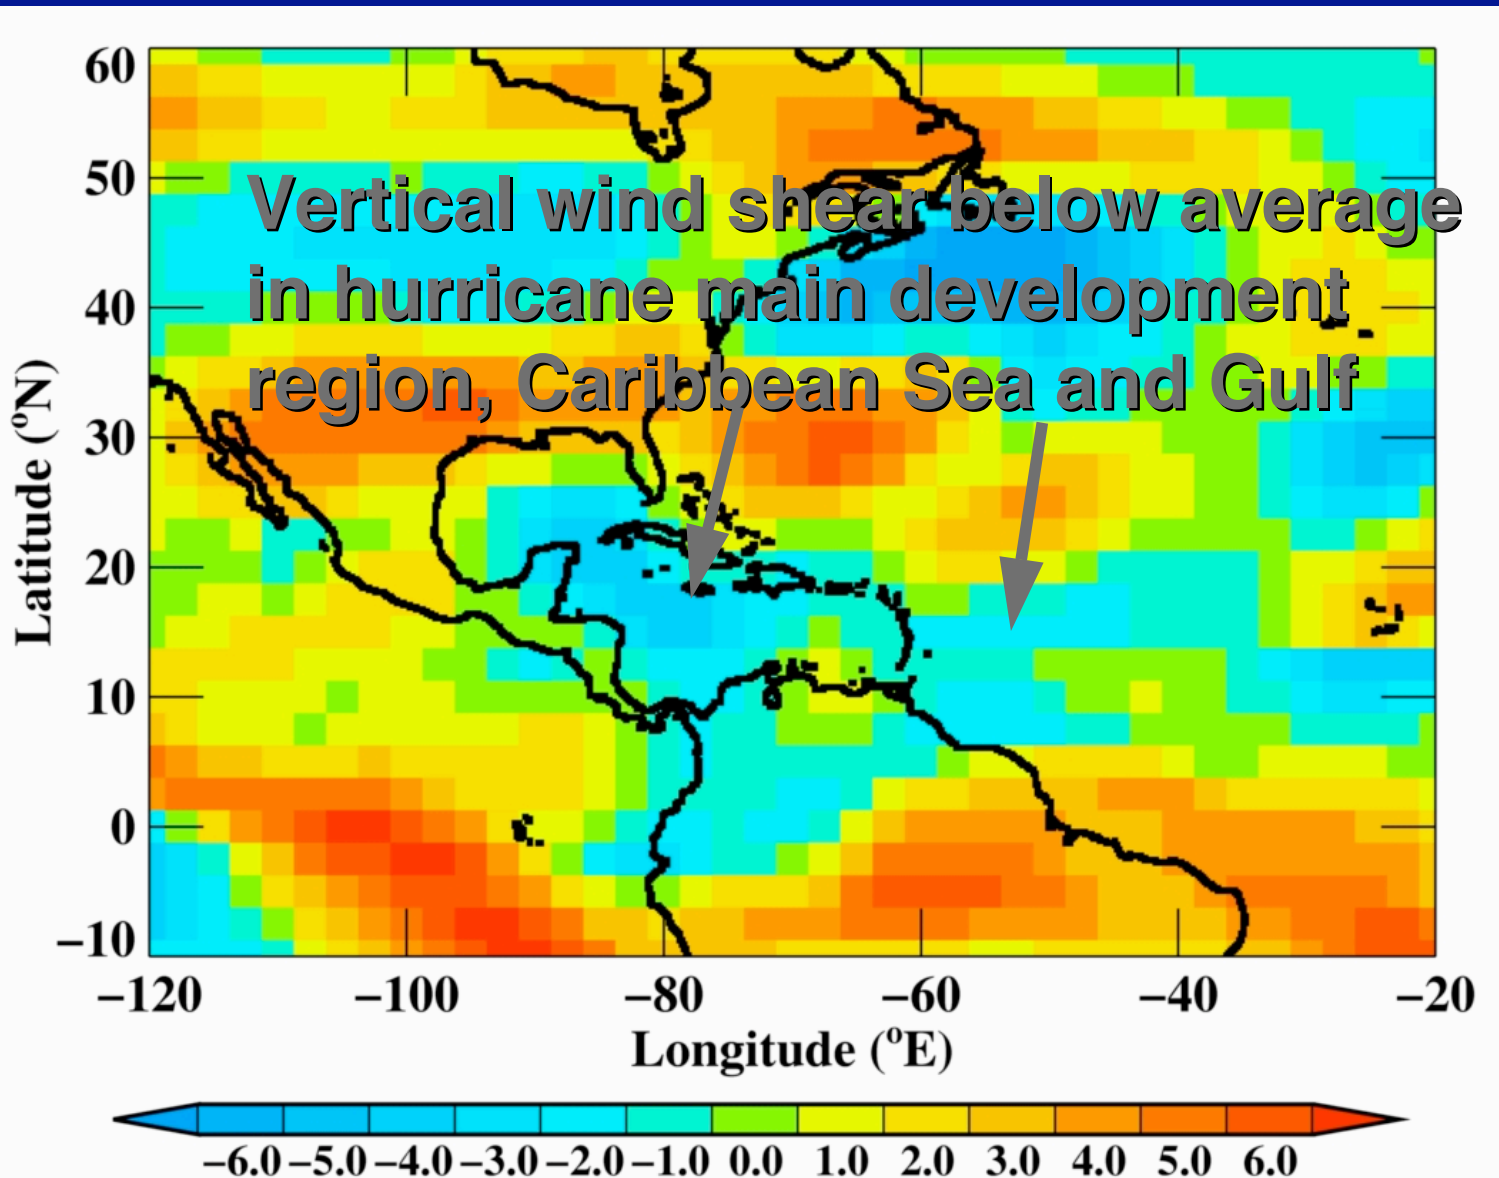 60
50
40
30
20
10
0
−10
Latitude (°N)
Vertical wind shear below average
in hurricane main development
region, Caribbean Sea and Gulf
−120 −100 −80 −60 −40 −20
Longitude (°E)
−6.0 −5.0 −4.0 −3.0 −2.0 −1.0 0.0 1.0 2.0 3.0 4.0 5.0 6.0